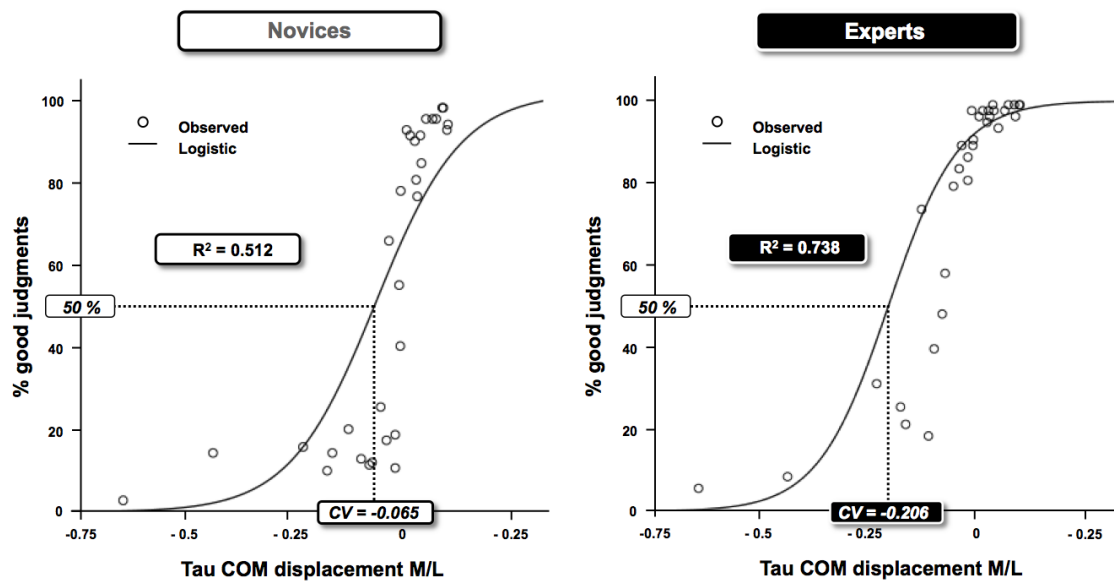 Novices
100
80
60
40
20
0
% good judgments
Observed
Logistic
R² = 0.512
50 %
CV = -0.065
-0.75
- 0.25
0
- 0.25
Tau COM displacement M/L
Experts
100
80
60
40
20
0
% good judgments
Observed
Logistic
R² = 0.738
50 %
CV = -0.206
-0.75
- 0.50
- 0.25
0
- 0.25
Tau COM displacement M/L